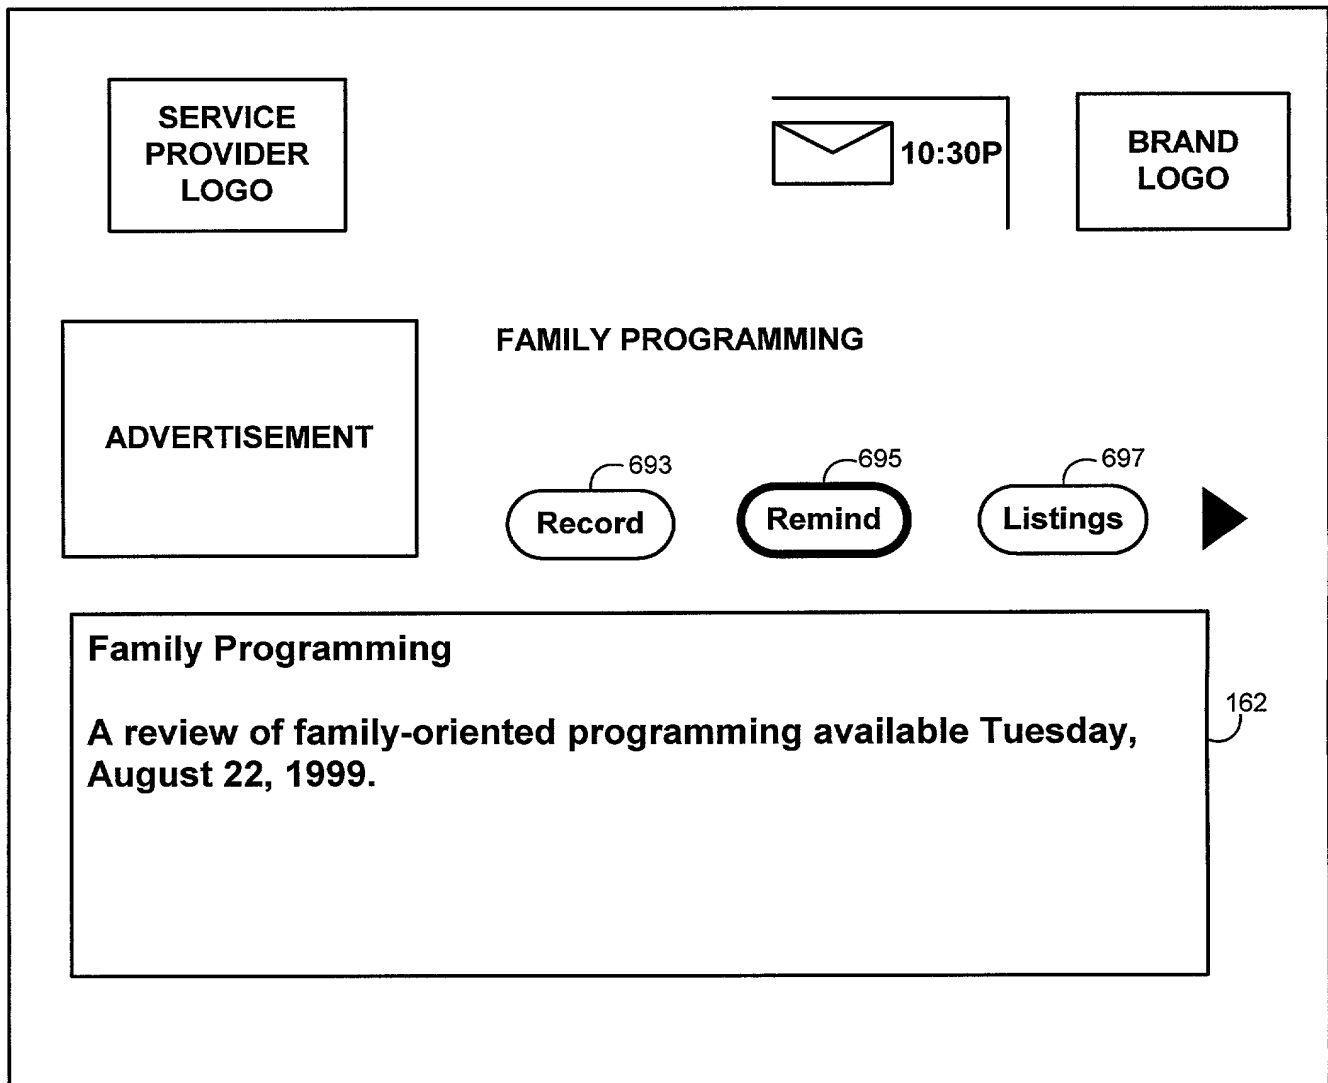 SERVICE
PROVIDER
LOGO
10:30P
BRAND
LOGO
ADVERTISEMENT
FAMILY PROGRAMMING
693
695
697
Record
Remind
Listings
Family Programming
A review of family-oriented programming available Tuesday,
August 22, 1999.
162